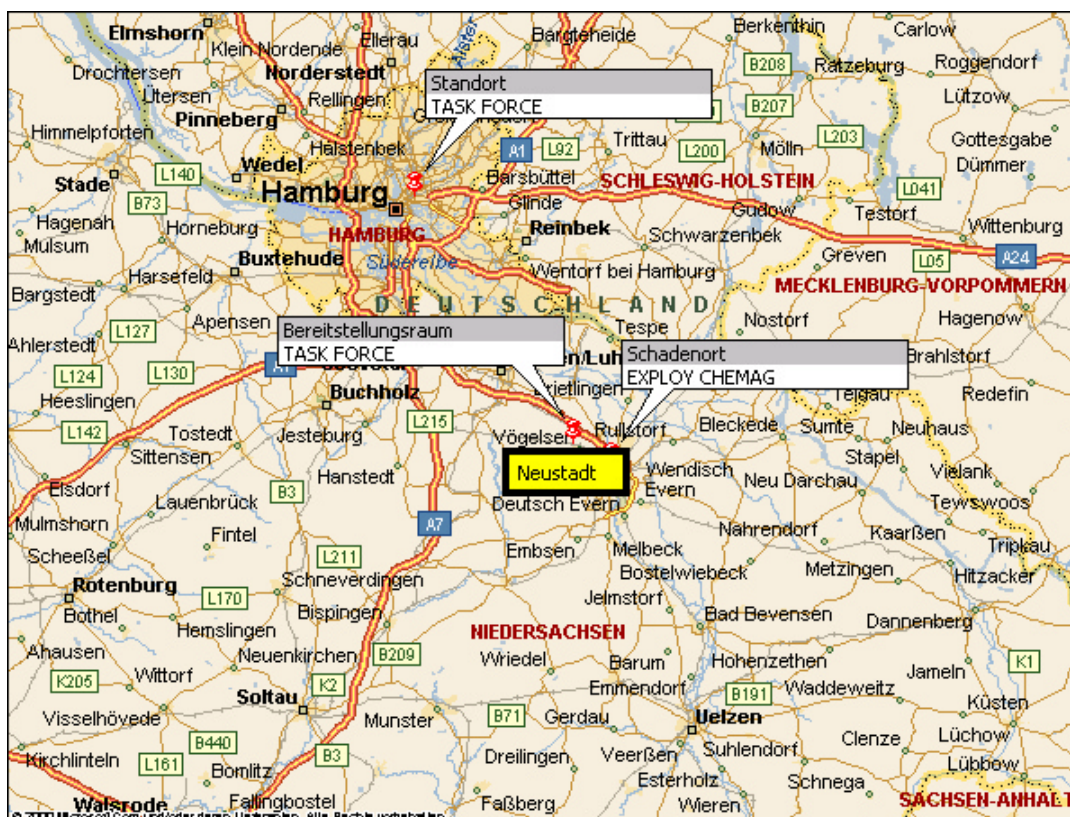 Elmshorn
Ellerau
Alster
Bargteheide
Berkenthin
Carlow
Klein Nordende
B208
Ratzeburg
Roggendorf
Drochtersen
Norderstedt
Standort
TASK FORCE
Ütersen
Rellingen
B207
Lützow
Himmelpforten
Pinneberg
Trittau
L203
Gottesgabe
Halstenbek
A1
L92
L200
Mölln
Dümmer
Stade
L140
Wedel
Barsbüttel
SCHLESWIG-HOLSTEIN
L041
B73
Hamburg
Glinde
Gudow
Testorf
Hagenah
Horneburg
HAMBURG
Reinbek
Schwarzenbek
Wittenburg
Mulsum
Buxtehude
Süderelbe
Greven
L05
A24
Harsefeld
Wentorf bei Hamburg
MECKLENBURG-VORPOMMERN
Bargstedt
DEUTSCHLAND
Hagenow
L127
Apensen
Bereitstellungsraum
TASK FORCE
Tespe
Nostorf
Ahlerstedt
Schadenort
EXPLOY CHEMAG
Brahlstorf
L124
L130
Brietlingen
Redefin
Heeslingen
Buchholz
Teldau
L142
Tostedt
Jesteburg
L215
Vögelsen
Rullstorf
Bleckede
Sumte
Neuhaus
Sittensen
Neustadt
Wendisch
Evern
Stapel
Elsdorf
Hanstedt
Neu Darchau
Vielank
B3
Lauenbrück
Deutsch Evern
Tewswoos
Mulmshorn
Fintel
A7
Nahrendorf
Kaarßen
Scheeßel
L211
Embsen
Melbeck
Tripkau
Rotenburg
Schneverdingen
Bostelwiebeck
Metzingen
Hitzacker
L170
Bothel
Bispingen
Jelmstorf
Bad Bevensen
Dannenberg
Hemslingen
NIEDERSACHSEN
Ahausen
Neuenkirchen
B209
Wriedel
Barum
Hohenzethen
K1
K205
Wittorf
K2
Emmendorf
Jameln
Soltau
B191
Waddeweitz
Visselhövede
Munster
B71
Gerdau
Uelzen
Küsten
B440
Clenze
Lüchow
Kirchlinteln
L161
B3
Dreilingen
Veerßen
Suhlendorf
Bomlitz
Esterholz
Schnega
Lübbow
Walsrode
Fallingbostel
Faßberg
Wieren
SACHSEN-ANHALT